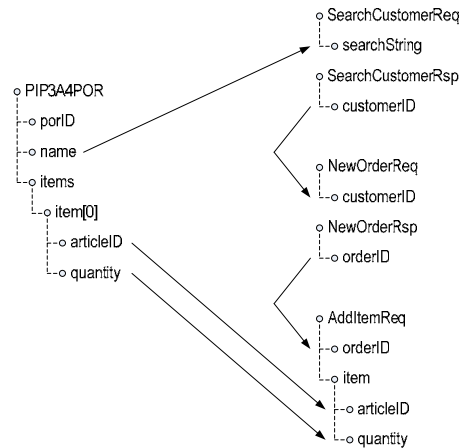 PIP3A4POR
porID
name
items
item[0]
articleID
quantity
SearchCustomerReq
searchString
SearchCustomerRsp
customerID
NewOrderReq
customerID
NewOrderRsp
orderID
AddItemReq
orderID
item
articleID
quantity